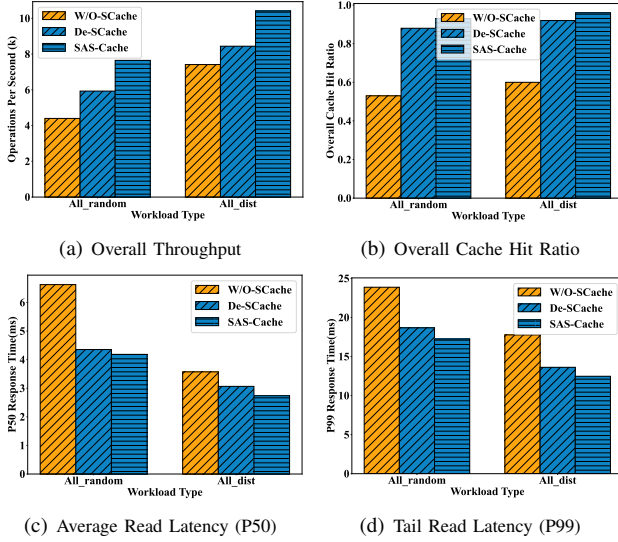 W/O-SCache
De-SCache
SAS-Cache
Operations Per Second (k)
10
8
6
4
2
0
All_random
All_dist
Workload Type
(a) Overall Throughput
W/O-SCache
De-SCache
SAS-Cache
Overall Cache Hit Ratio
1.0
0.8
0.6
0.4
0.2
0.0
All_random
All_dist
Workload Type
(b) Overall Cache Hit Ratio
W/O-SCache
De-SCache
SAS-Cache
P50 Response Time(ms)
6
5
4
3
2
1
0
All_random
All_dist
Workload Type
(c) Average Read Latency (P50)
W/O-SCache
De-SCache
SAS-Cache
P99 Response Time(ms)
25
20
15
10
5
0
All_random
All_dist
Workload Type
(d) Tail Read Latency (P99)